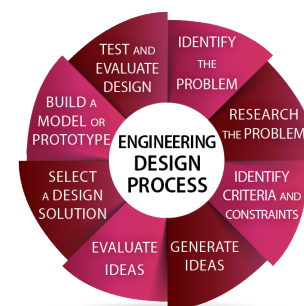 ENGINEERING
DESIGN
PROCESS
IDENTIFY
THE
PROBLEM
RESEARCH
THE PROBLEM
IDENTIFY
CRITERIA AND
CONSTRAINTS
GENERATE
IDEAS
EVALUATE
IDEAS
SELECT
A DESIGN
SOLUTION
BUILD A
MODEL OR
PROTOTYPE
TEST AND
EVALUATE
DESIGN